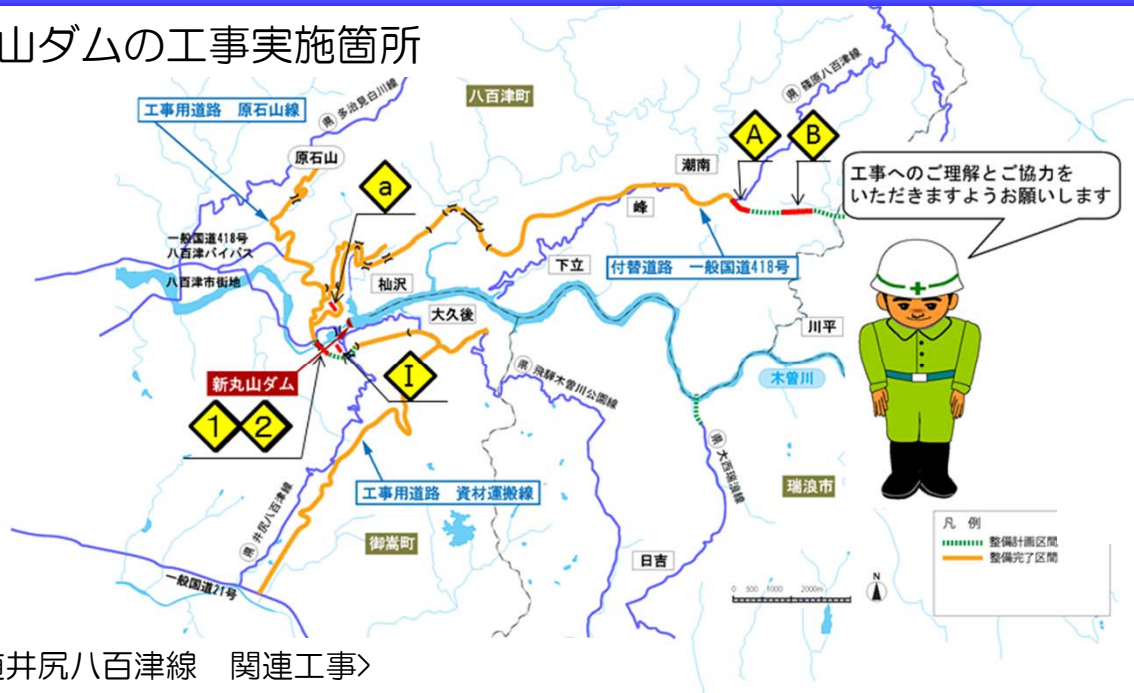 山ダムの工事実施箇所
八百津町
県 篠原八百津線
県 多治見白川線
工事用道路 原石山線
原石山
A
B
潮南
工事へのご理解とご協力を
いただきますようお願いします
a
峰
一般国道418号
八百津バイパス
下立
付替道路 一般国道418号
八百津市街地
杣沢
大久後
川平
新丸山ダム
I
木曽川
県 飛騨木曽川公園線
1
2
県 大西瑞浪線
工事用道路 資材運搬線
瑞浪市
県 井尻八百津線
御嵩町
凡 例
整備計画区間
整備完了区間
日吉
一般国道21号
0 500 1000 2000m
N
道井尻八百津線 関連工事>